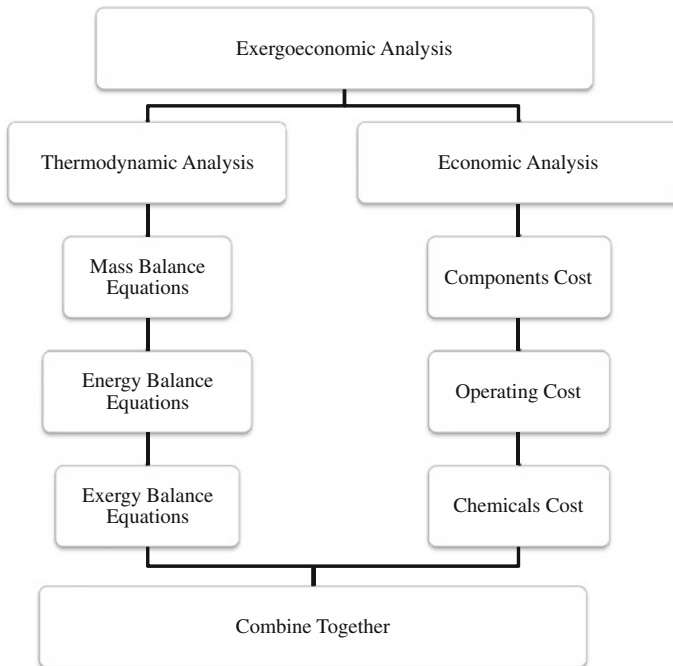 Exergoeconomic Analysis
Thermodynamic Analysis
Economic Analysis
Mass Balance
Equations
Components Cost
Energy Balance
Equations
Operating Cost
Exergy Balance
Equations
Chemicals Cost
Combine Together